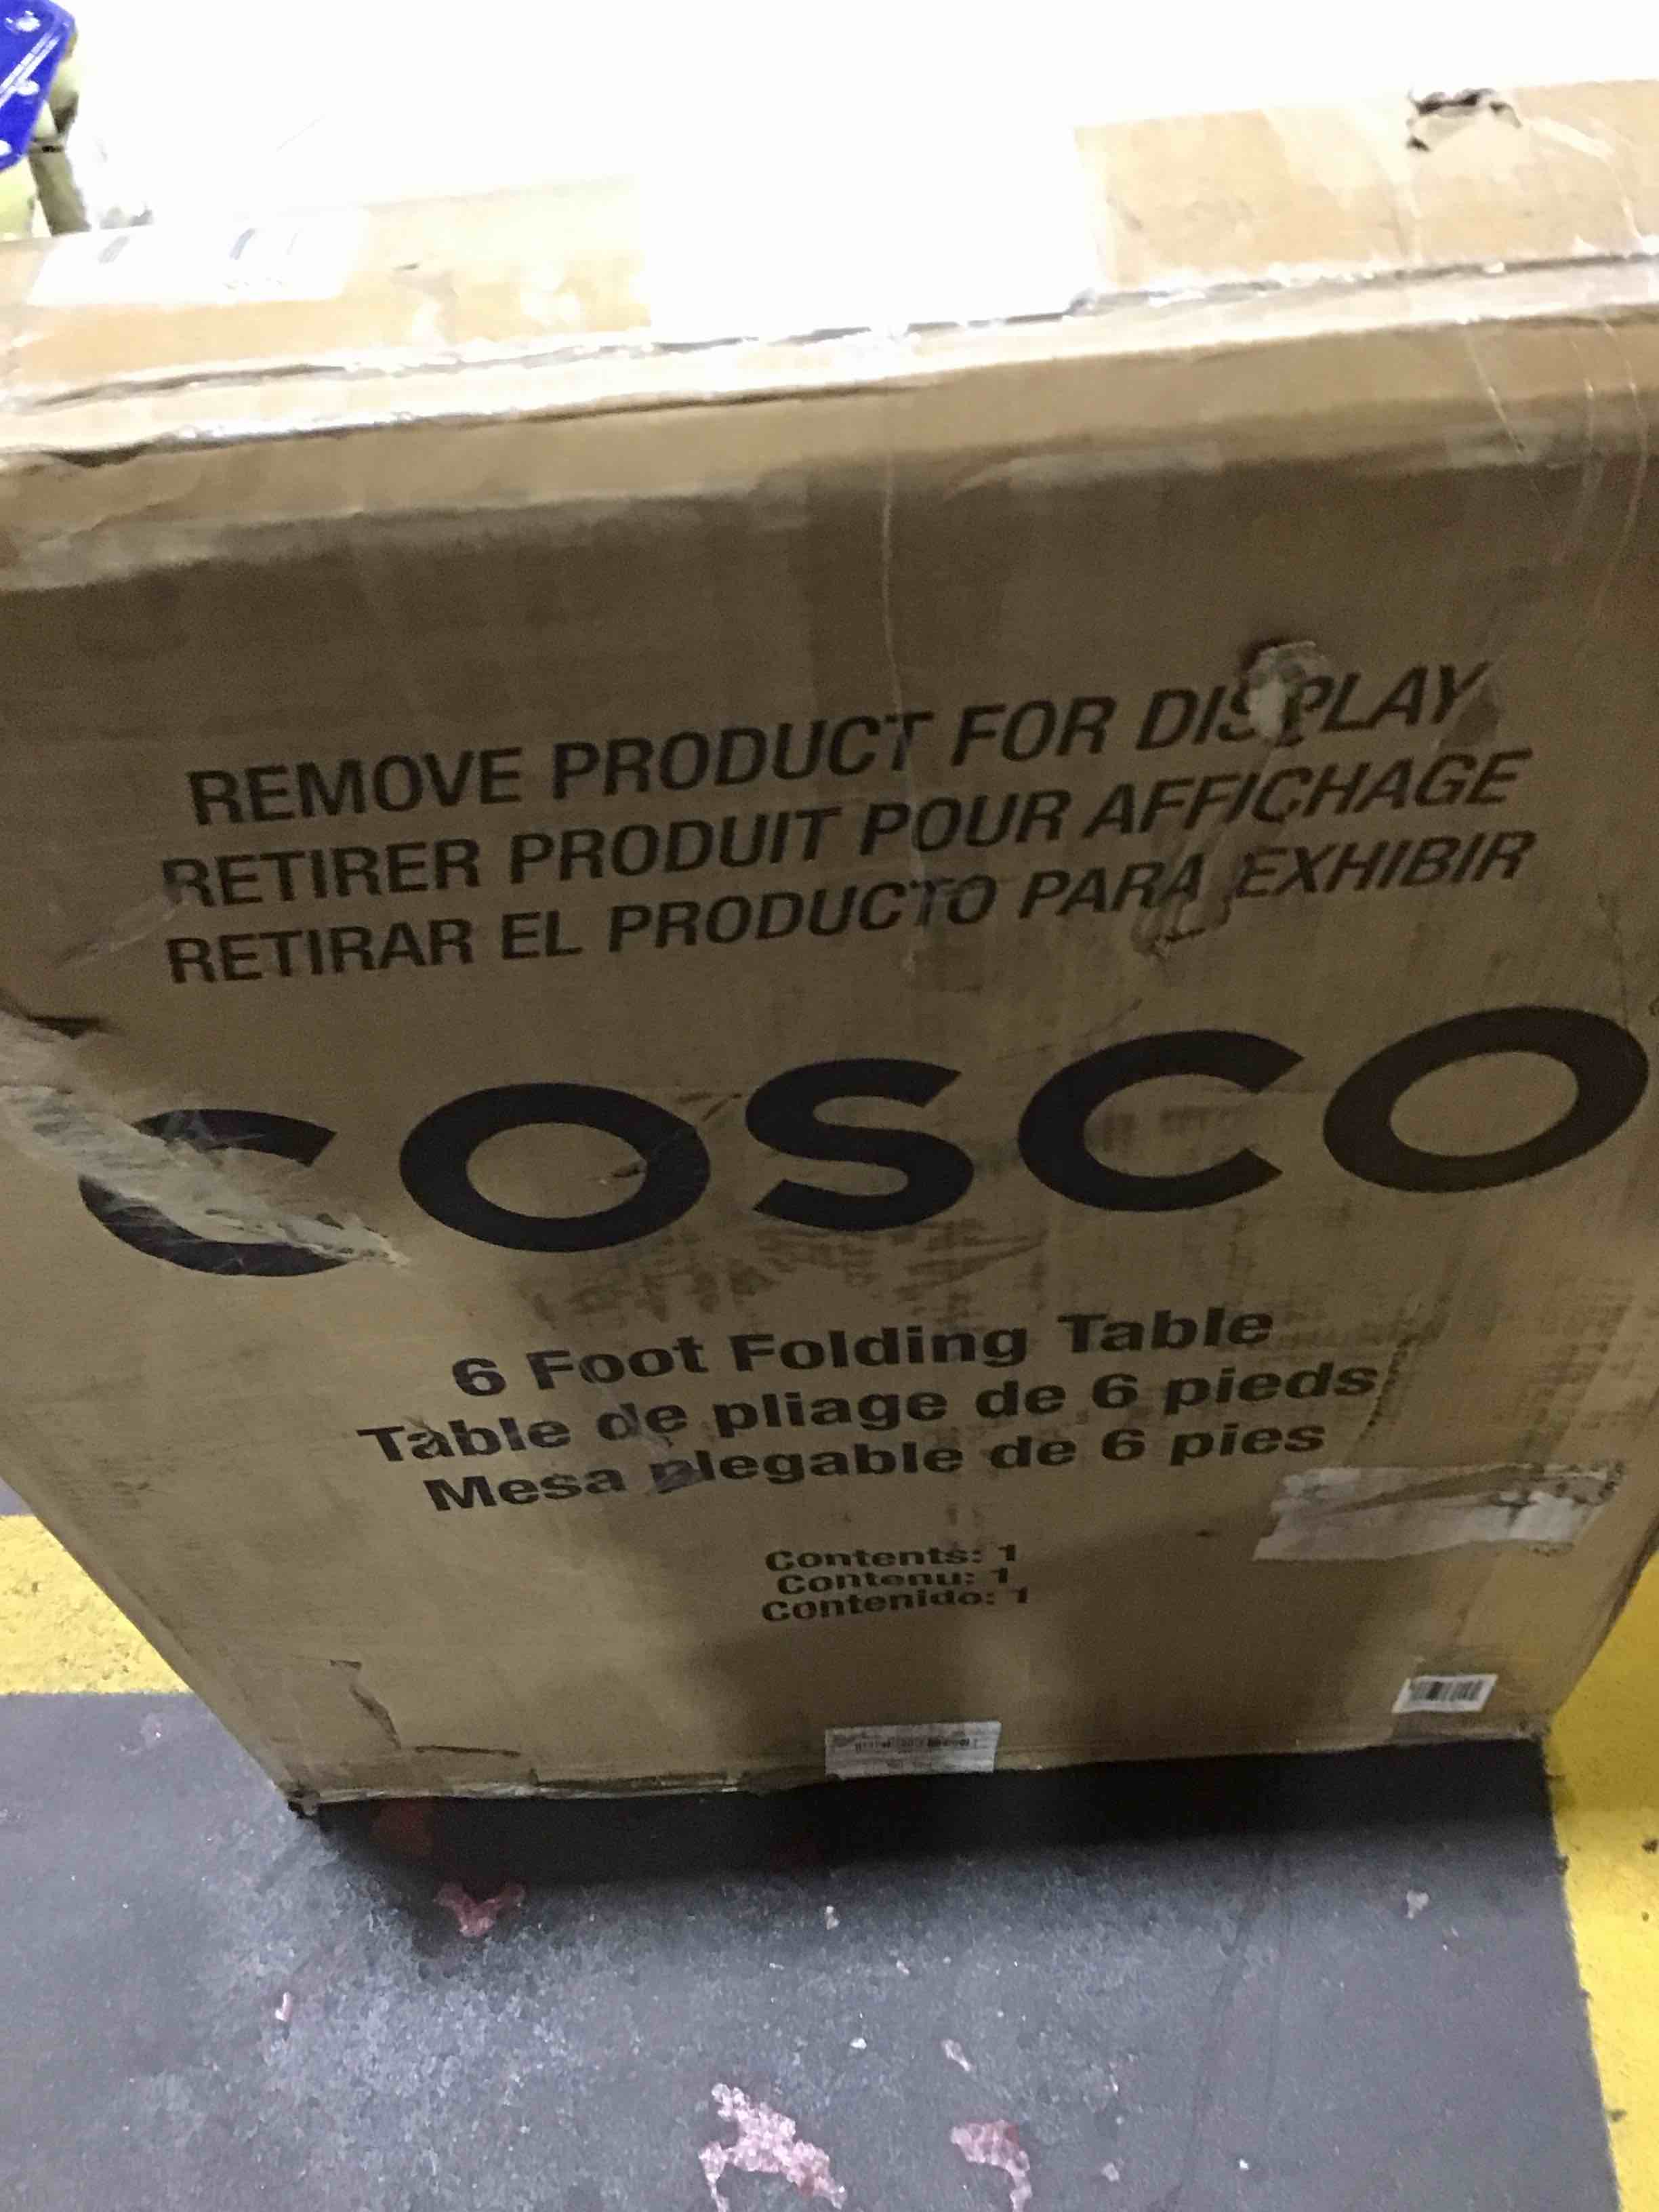 REMOVE PRODUCT FOR DISPLAY
RETIRER PRODUIT POUR AFFICHAGE
RETIRAR EL PRODUCTO PARA EXHIBIR
COSCO
6 Foot Folding Table
Table de pliage de 6 pieds
Mesa plegable de 6 pies
Contents: 1
Contenu: 1
Contenido: 1